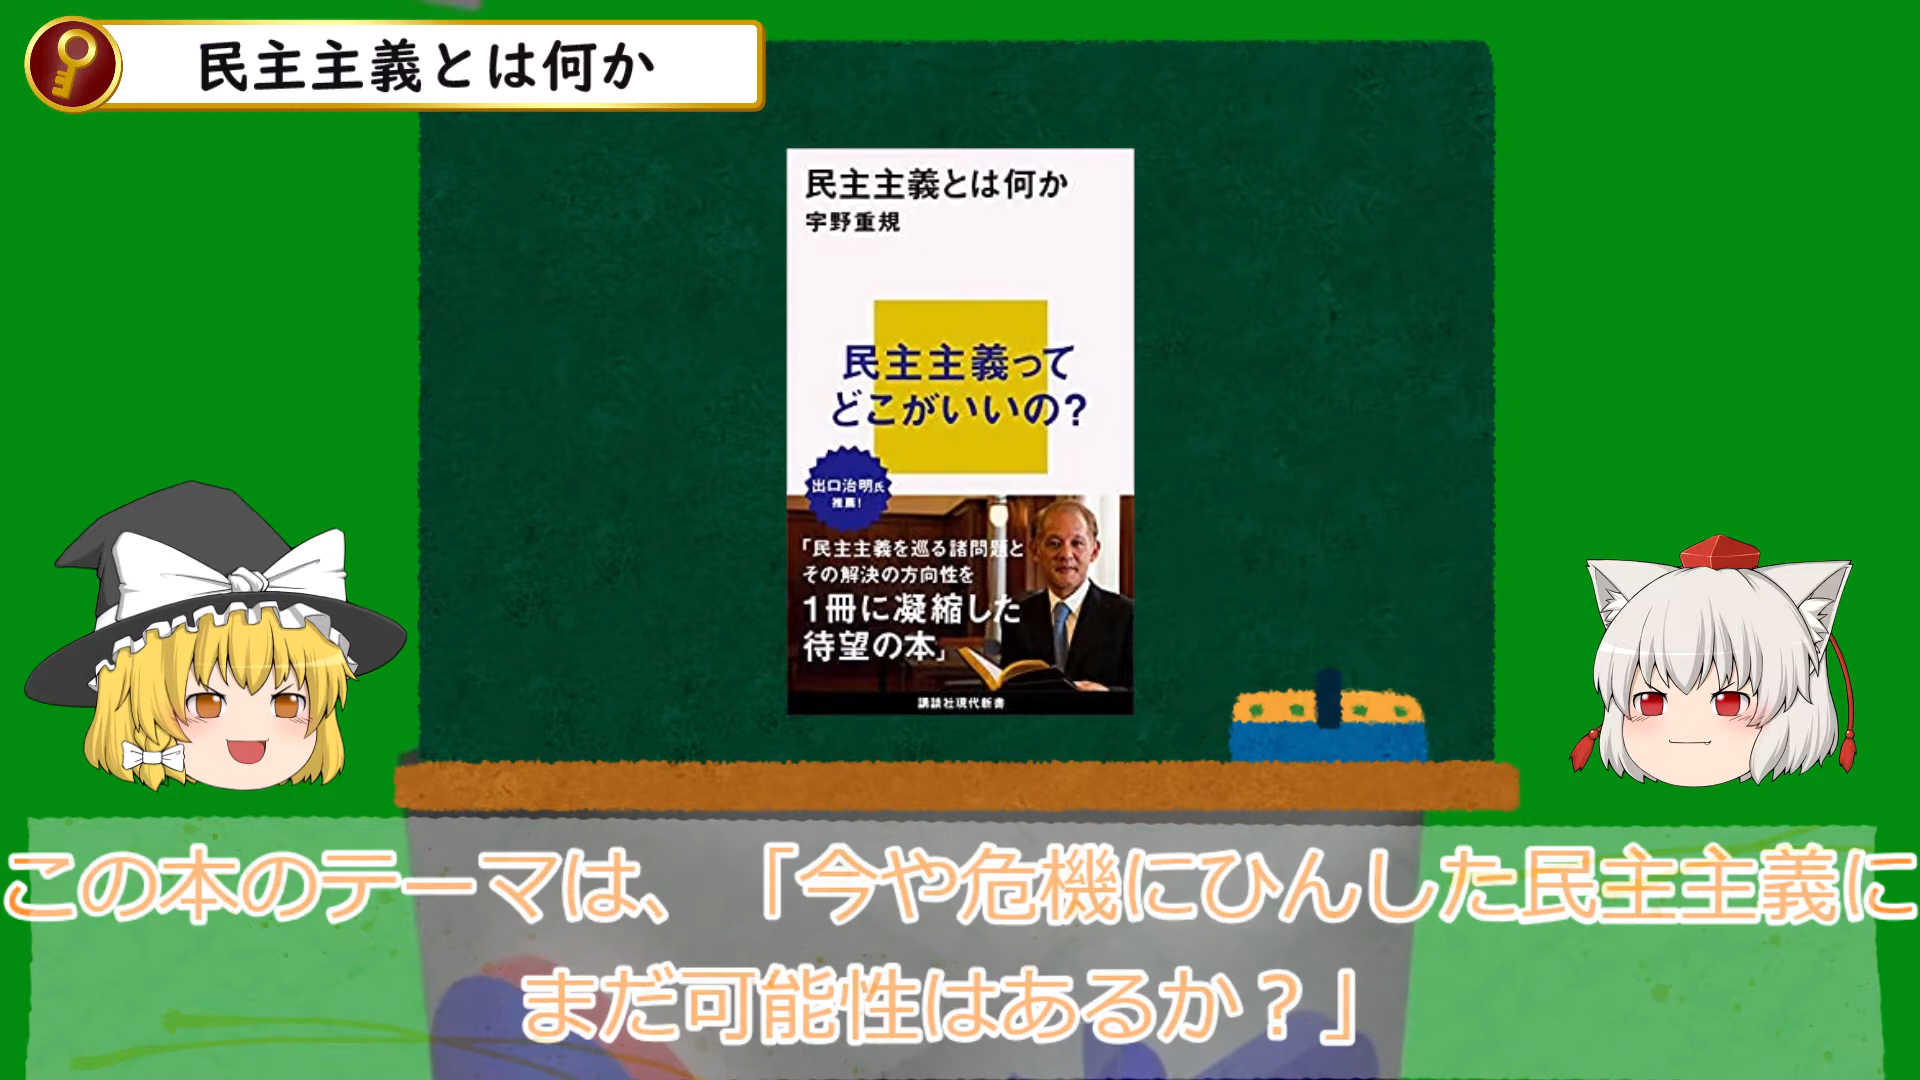 民主主義とは何か
民主主義とは何か
宇野重規
民主主義って
どこがいいの?
出口治明氏
推薦!
「民主主義を巡る諸問題と
その解決の方向性を
1冊に凝縮した
待望の本」
講談社現代新書
この本のテーマは、「今や危機にひんした民主主義に
まだ可能性はあるか？」